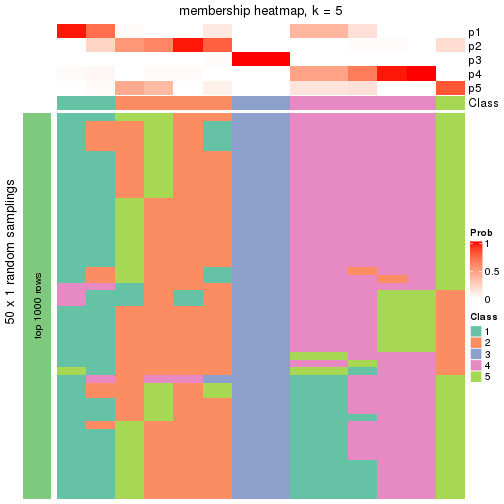 membership heatmap, k = 5
p1
p2
p3
p4
p5
Class
50 x 1 random samplings
top 1000 rows
Prob
1
0.5
0
Class
1
2
3
4
5